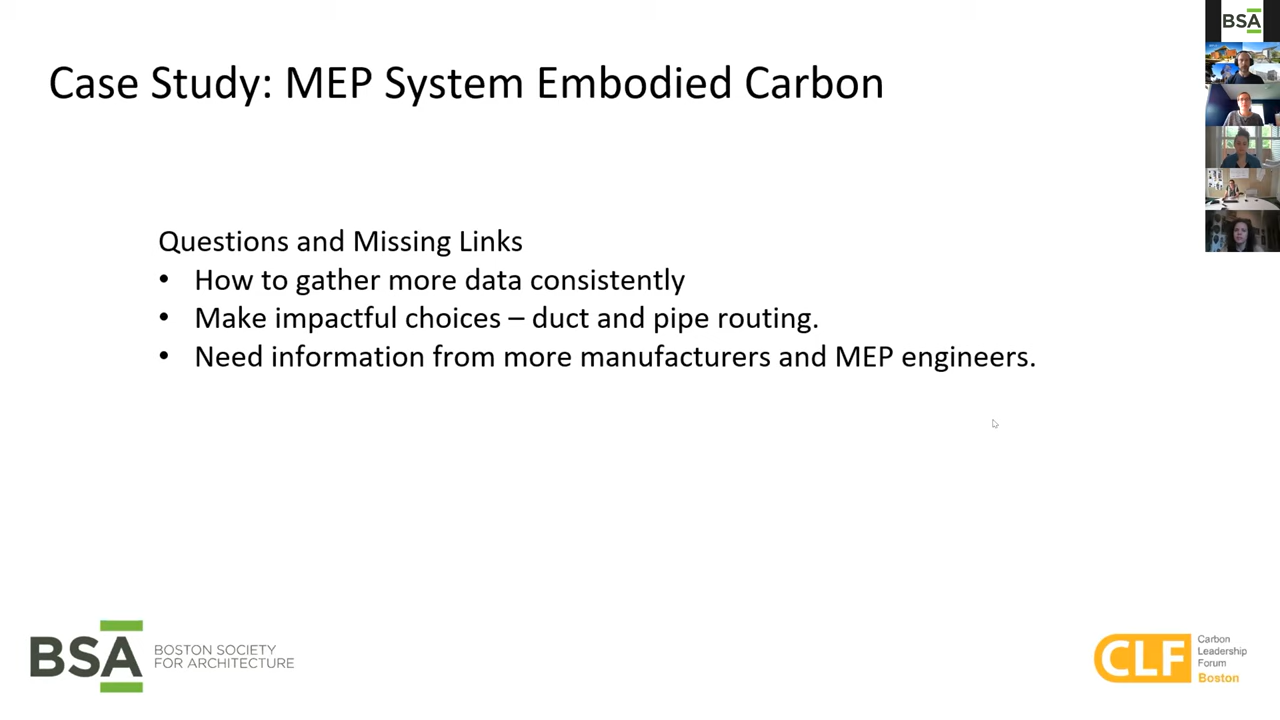 BSA
Case Study: MEP System Embodied Carbon
Questions and Missing Links
• How to gather more data consistently
• Make impactful choices – duct and pipe routing.
• Need information from more manufacturers and MEP engineers.
BSA
BOSTON SOCIETY
FOR ARCHITECTURE
CLF
Carbon
Leadership
Forum
Boston